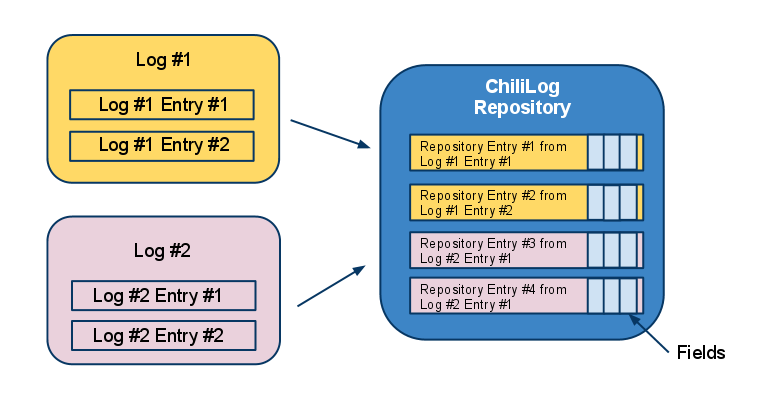 Log #1
Log #1 Entry #1
Log #1 Entry #2
Log #2
Log #2 Entry #1
Log #2 Entry #2
ChiliLog
Repository
Repository Entry #1 from
Log #1 Entry #1
Repository Entry #2 from
Log #1 Entry #2
Repository Entry #3 from
Log #2 Entry #1
Repository Entry #4 from
Log #2 Entry #1
Fields